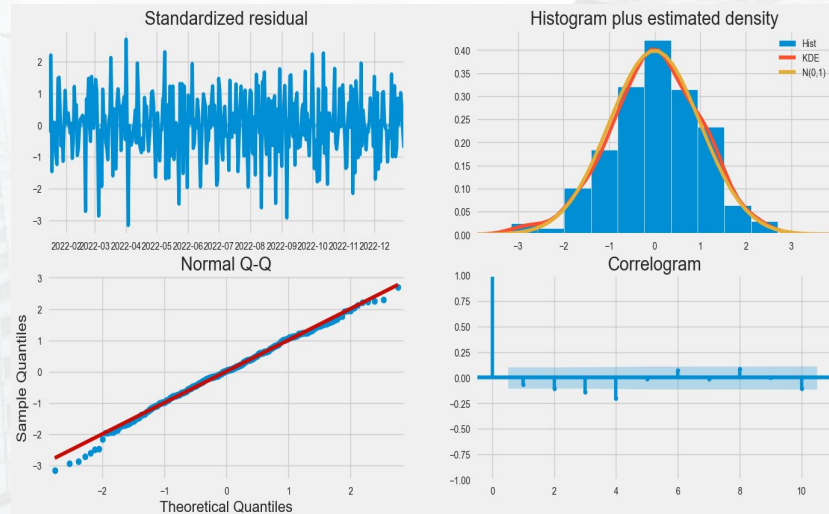 Standardized residual
2
1
0
−1
−2
−3
2022-02 2022-03 2022-04 2022-05 2022-06 2022-07 2022-08 2022-09 2022-10 2022-11 2022-12
Histogram plus estimated density
Hist
KDE
N(0,1)
0.40
0.35
0.30
0.25
0.20
0.15
0.10
0.05
0.00
−3 −2 −1 0 1 2 3
Normal Q-Q
Sample Quantiles
3
2
1
0
−1
−2
−3
−2 −1 0 1 2
Theoretical Quantiles
Correlogram
1.00
0.75
0.50
0.25
0.00
−0.25
−0.50
−0.75
−1.00
0 2 4 6 8 10